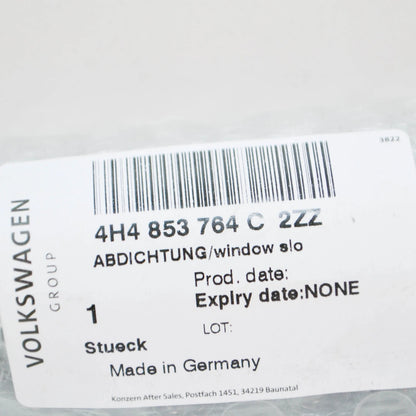 3822
VOLKSWAGEN
GROUP
4H4 853 764 C 2ZZ
ABDICHTUNG/window slo
Prod. date:
Expiry date:NONE
1
LOT:
Stueck
Made in Germany
Konzern After Sales, Postfach 1451, 34219 Baunatal